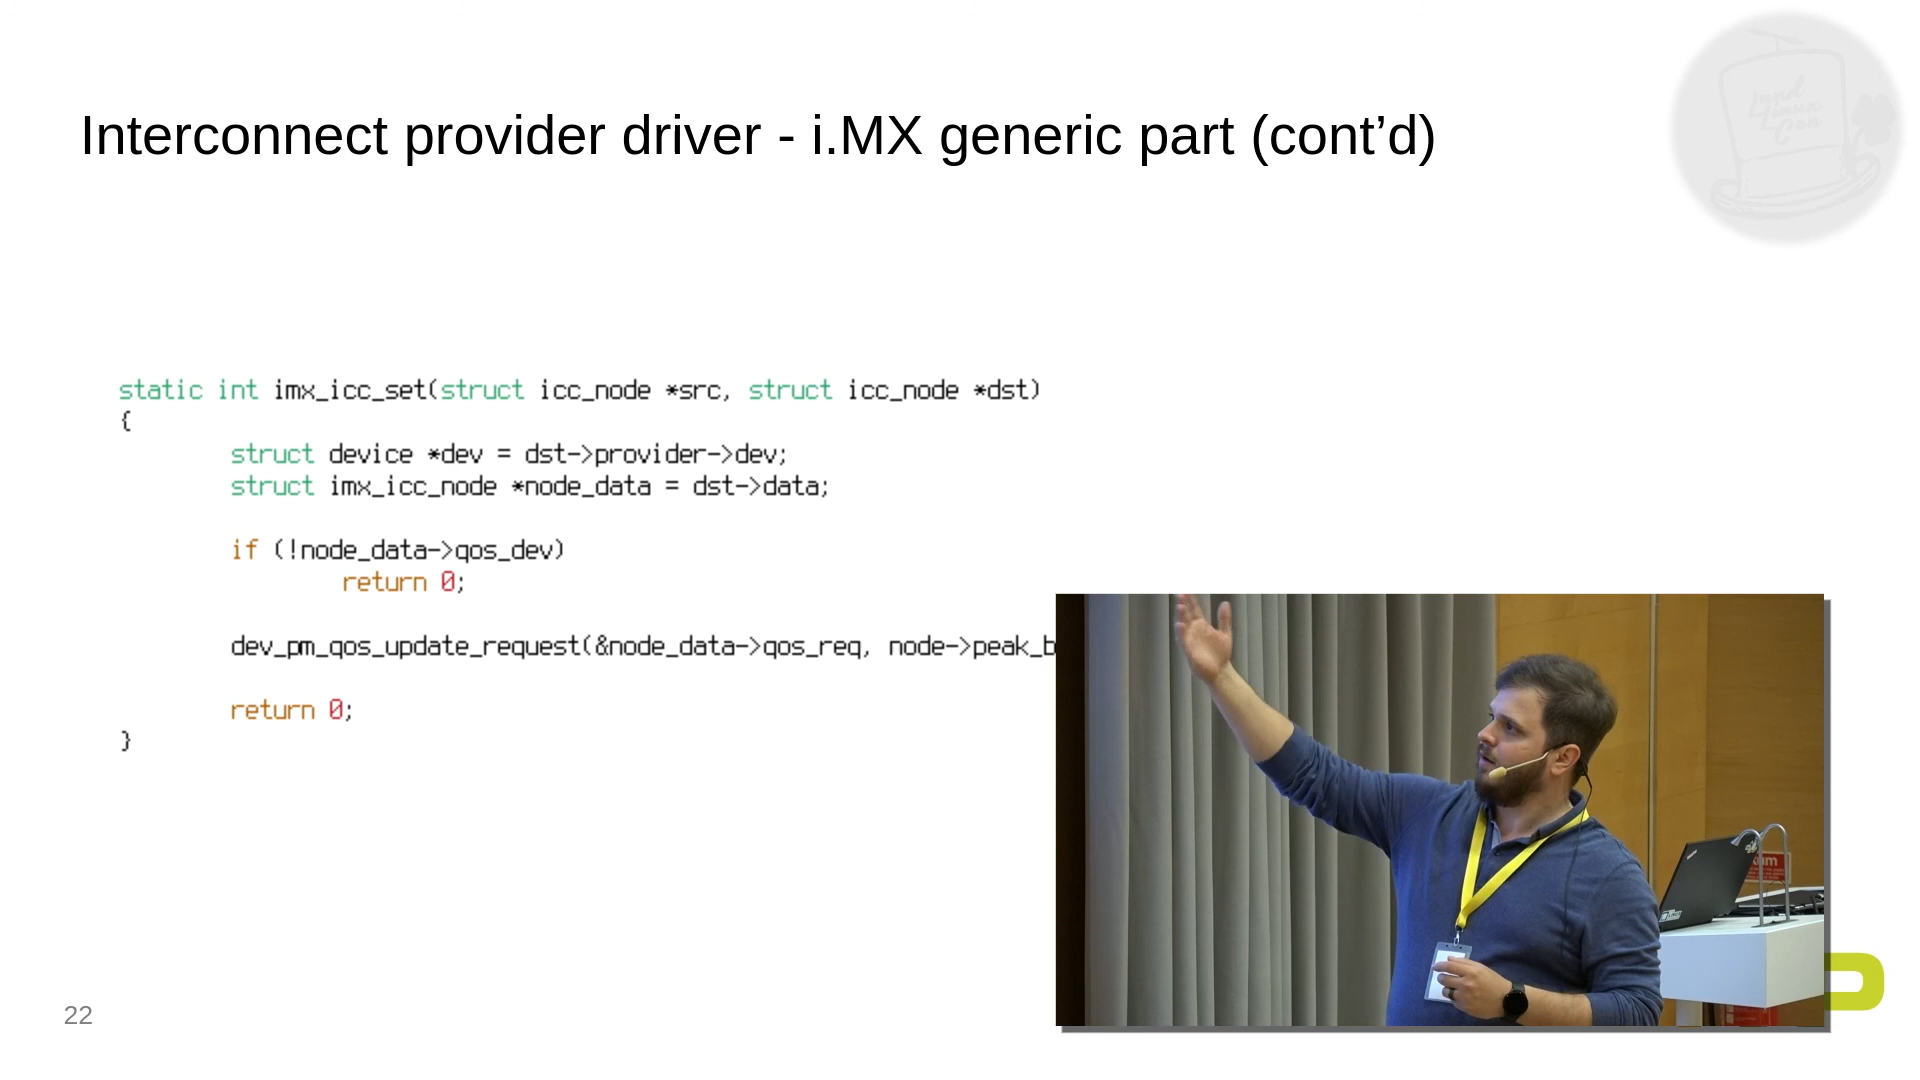 Interconnect provider driver - i.MX generic part (cont’d)
static int imx_icc_set(struct icc_node *src, struct icc_node *dst)
{
struct device *dev = dst->provider->dev;
struct imx_icc_node *node_data = dst->data;
if (!node_data->qos_dev)
return 0;
dev_pm_qos_update_request(&node_data->qos_req, node->peak_b
return 0;
}
22